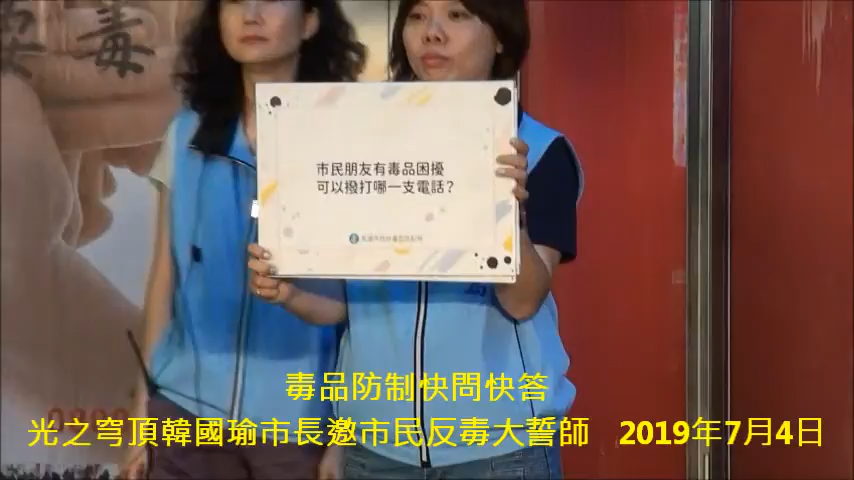 毒
市民朋友有毒品困擾
可以撥打哪一支電話？
毒品防制快問快答
光之穹頂韓國瑜市長邀市民反毒大誓師 2019年7月4日